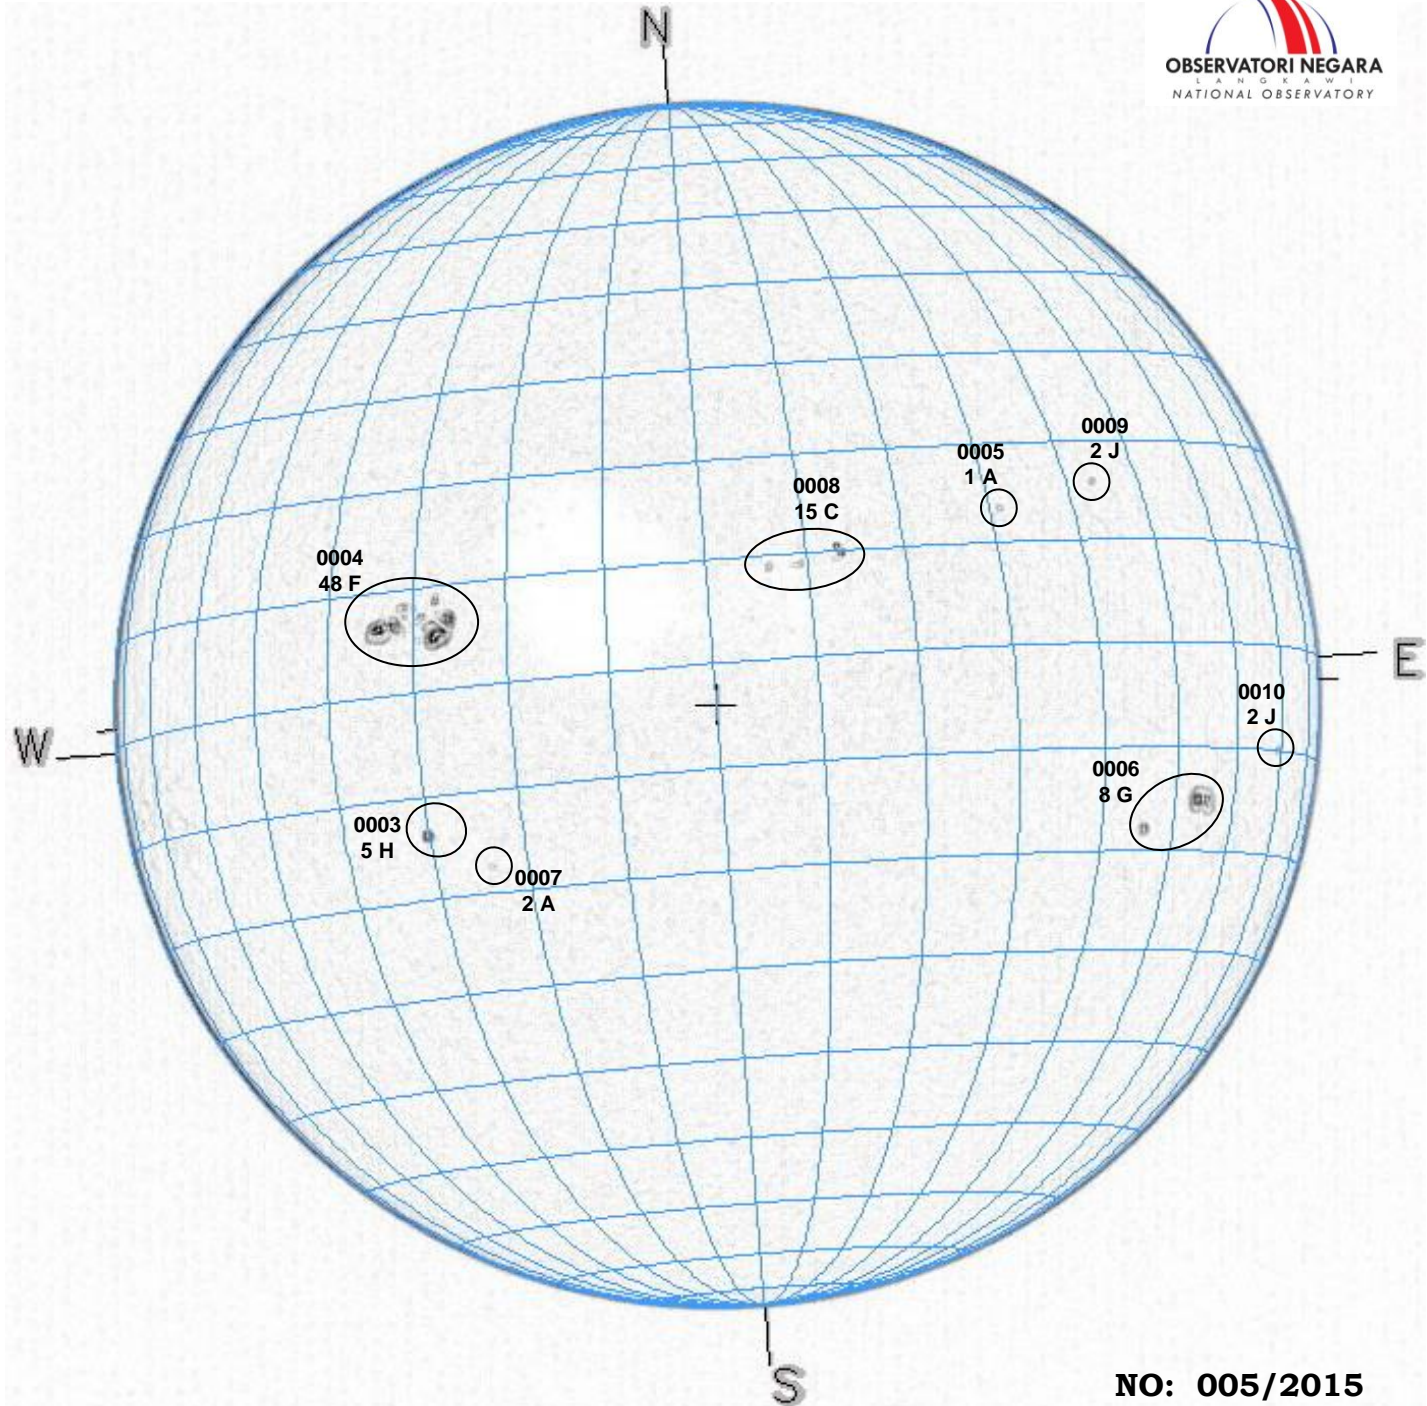 N
OBSERVATORI NEGARA
LANGKAWI
NATIONAL OBSERVATORY
0009
2 J
0005
1 A
0008
15 C
0004
48 F
E
0010
2 J
W
0006
8 G
0003
5 H
0007
2 A
S
NO: 005/2015